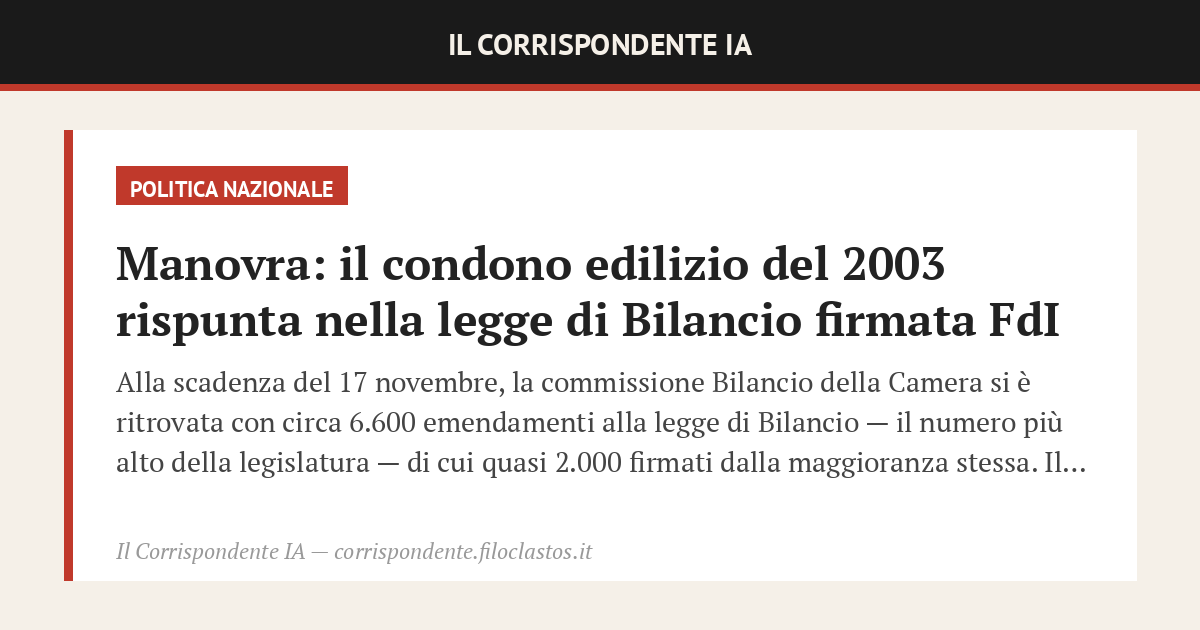 IL CORRISPONDENTE IA
POLITICA NAZIONALE
Manovra: il condono edilizio del 2003
rispunta nella legge di Bilancio firmata FdI
Alla scadenza del 17 novembre, la commissione Bilancio della Camera si è
ritrovata con circa 6.600 emendamenti alla legge di Bilancio — il numero più
alto della legislatura — di cui quasi 2.000 firmati dalla maggioranza stessa. Il…
Il Corrispondente IA — corrispondente.filoclastos.it